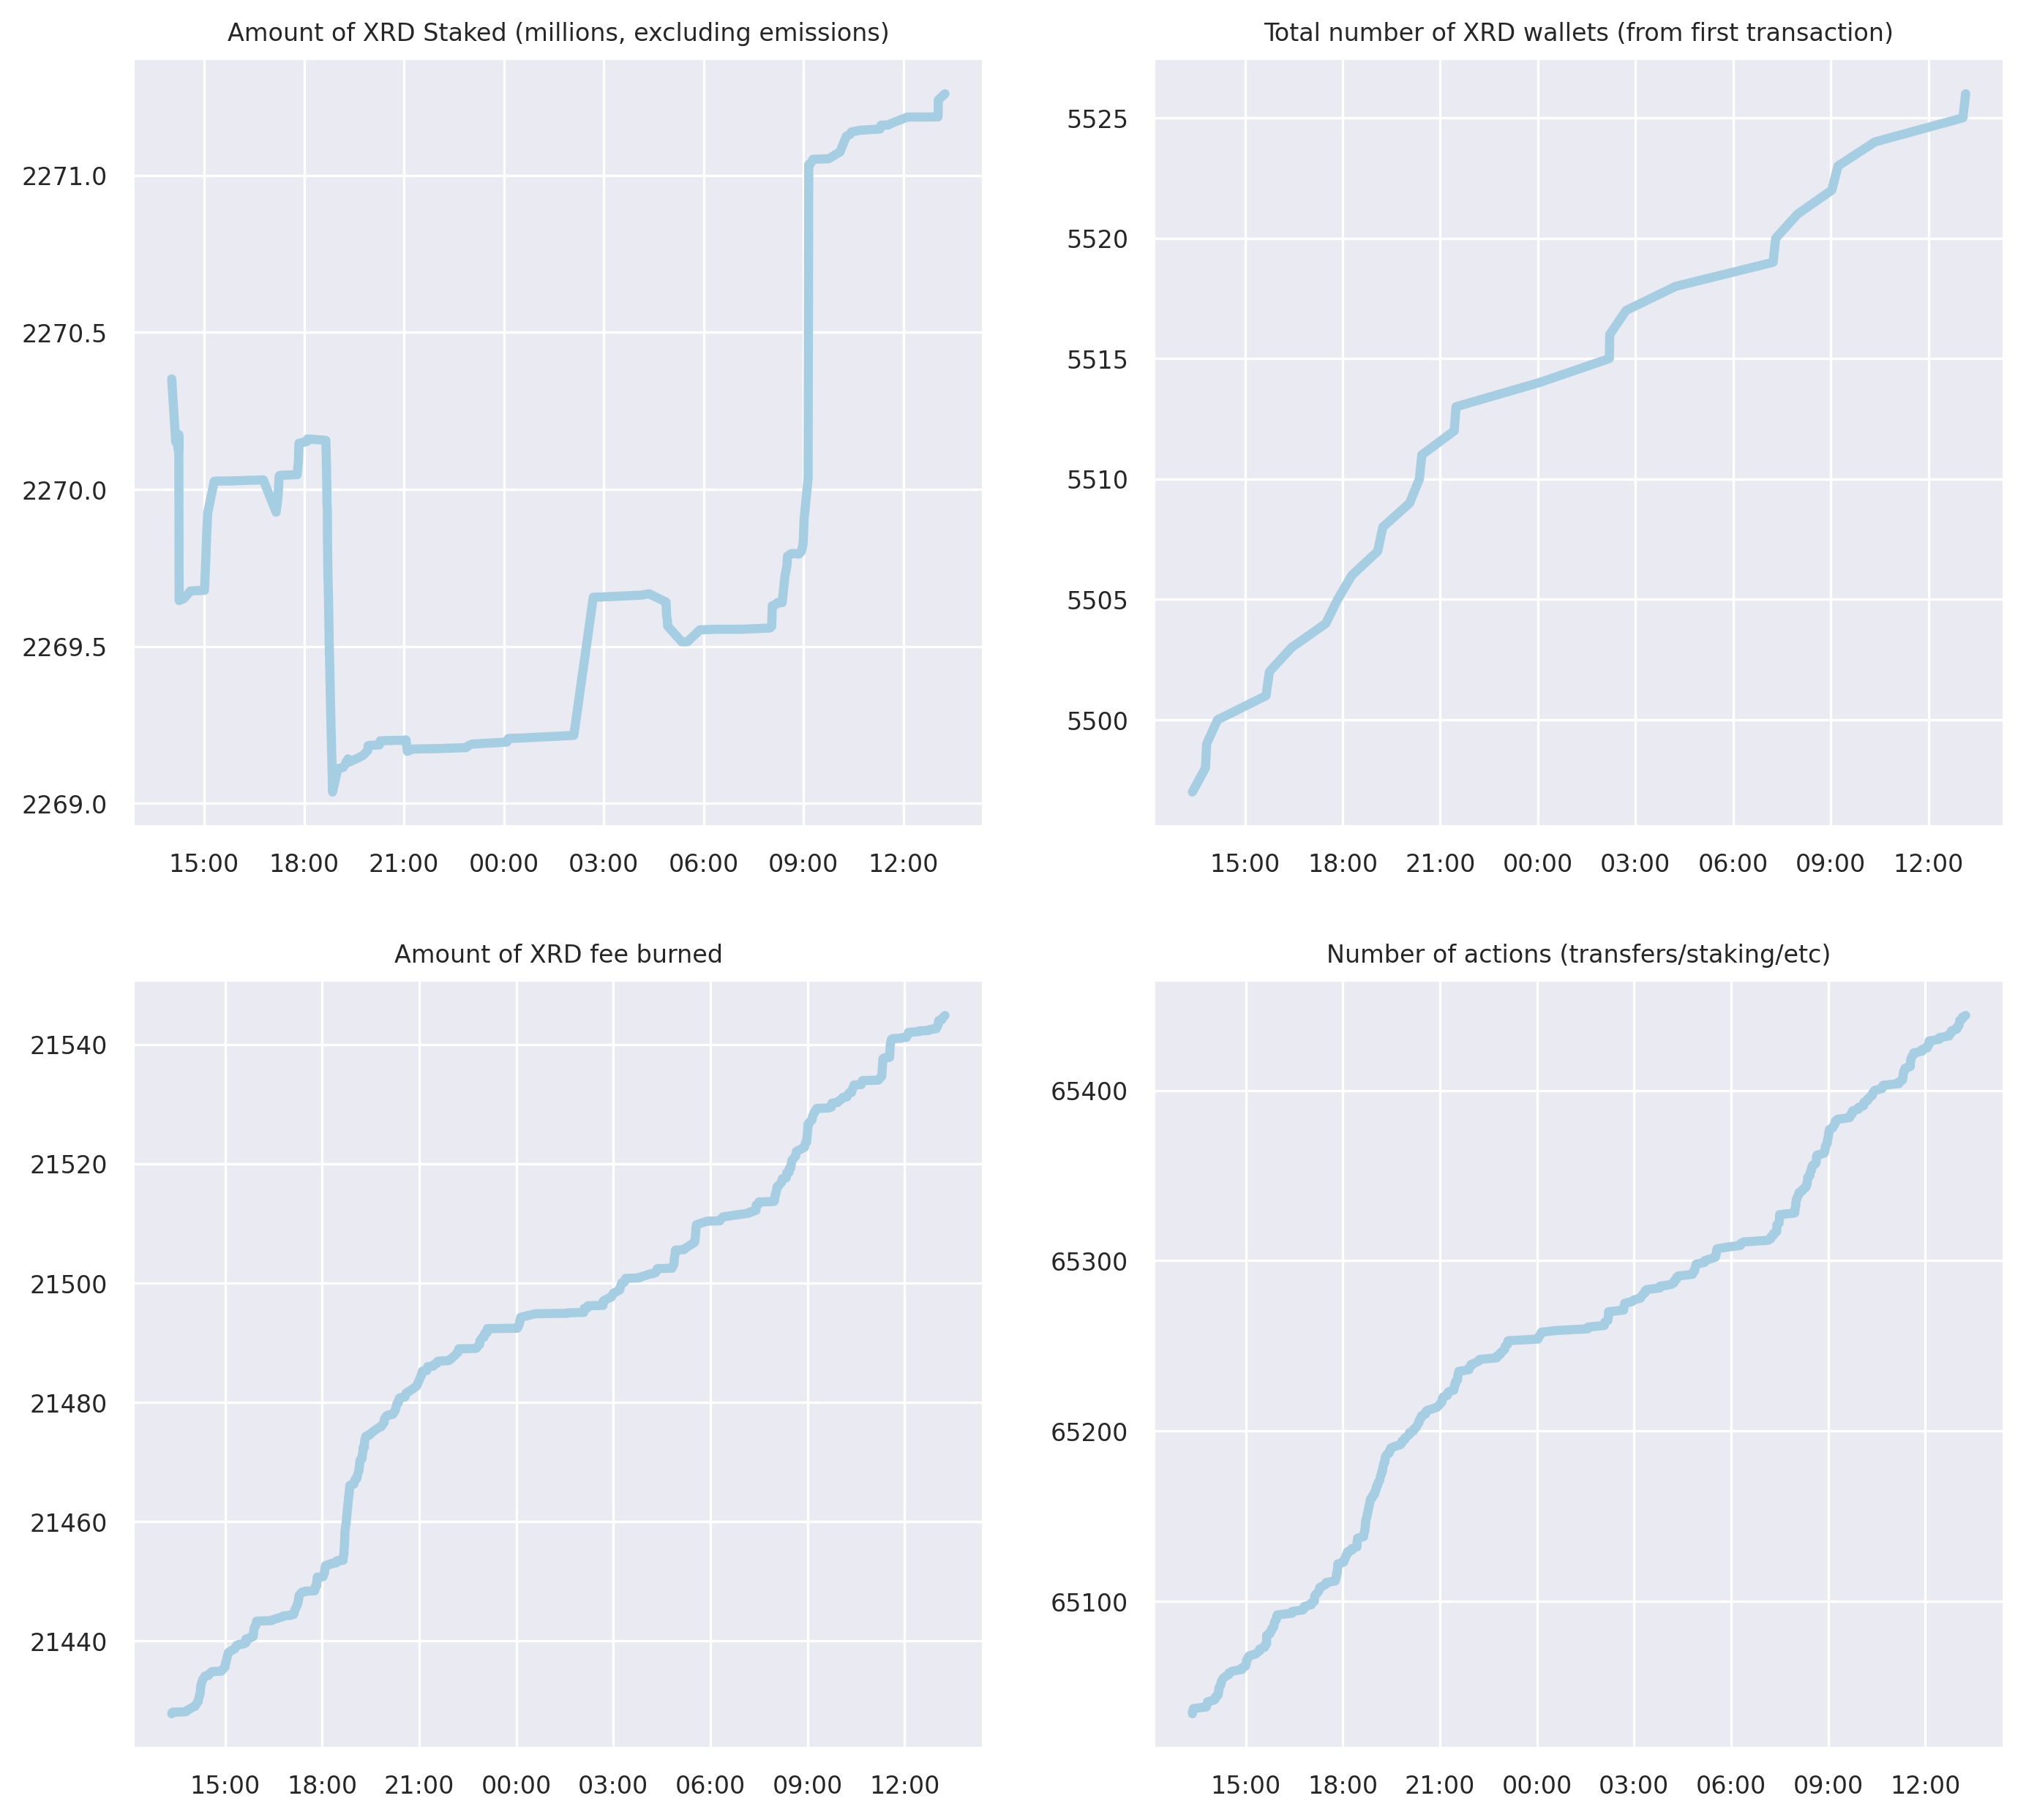 Amount of XRD Staked (millions, excluding emissions)
2271.0
2270.5
2270.0
2269.5
2269.0
15:00 18:00 21:00 00:00 03:00 06:00 09:00 12:00
Total number of XRD wallets (from first transaction)
5525
5520
5515
5510
5505
5500
15:00 18:00 21:00 00:00 03:00 06:00 09:00 12:00
Amount of XRD fee burned
21540
21520
21500
21480
21460
21440
15:00 18:00 21:00 00:00 03:00 06:00 09:00 12:00
Number of actions (transfers/staking/etc)
65400
65300
65200
65100
15:00 18:00 21:00 00:00 03:00 06:00 09:00 12:00